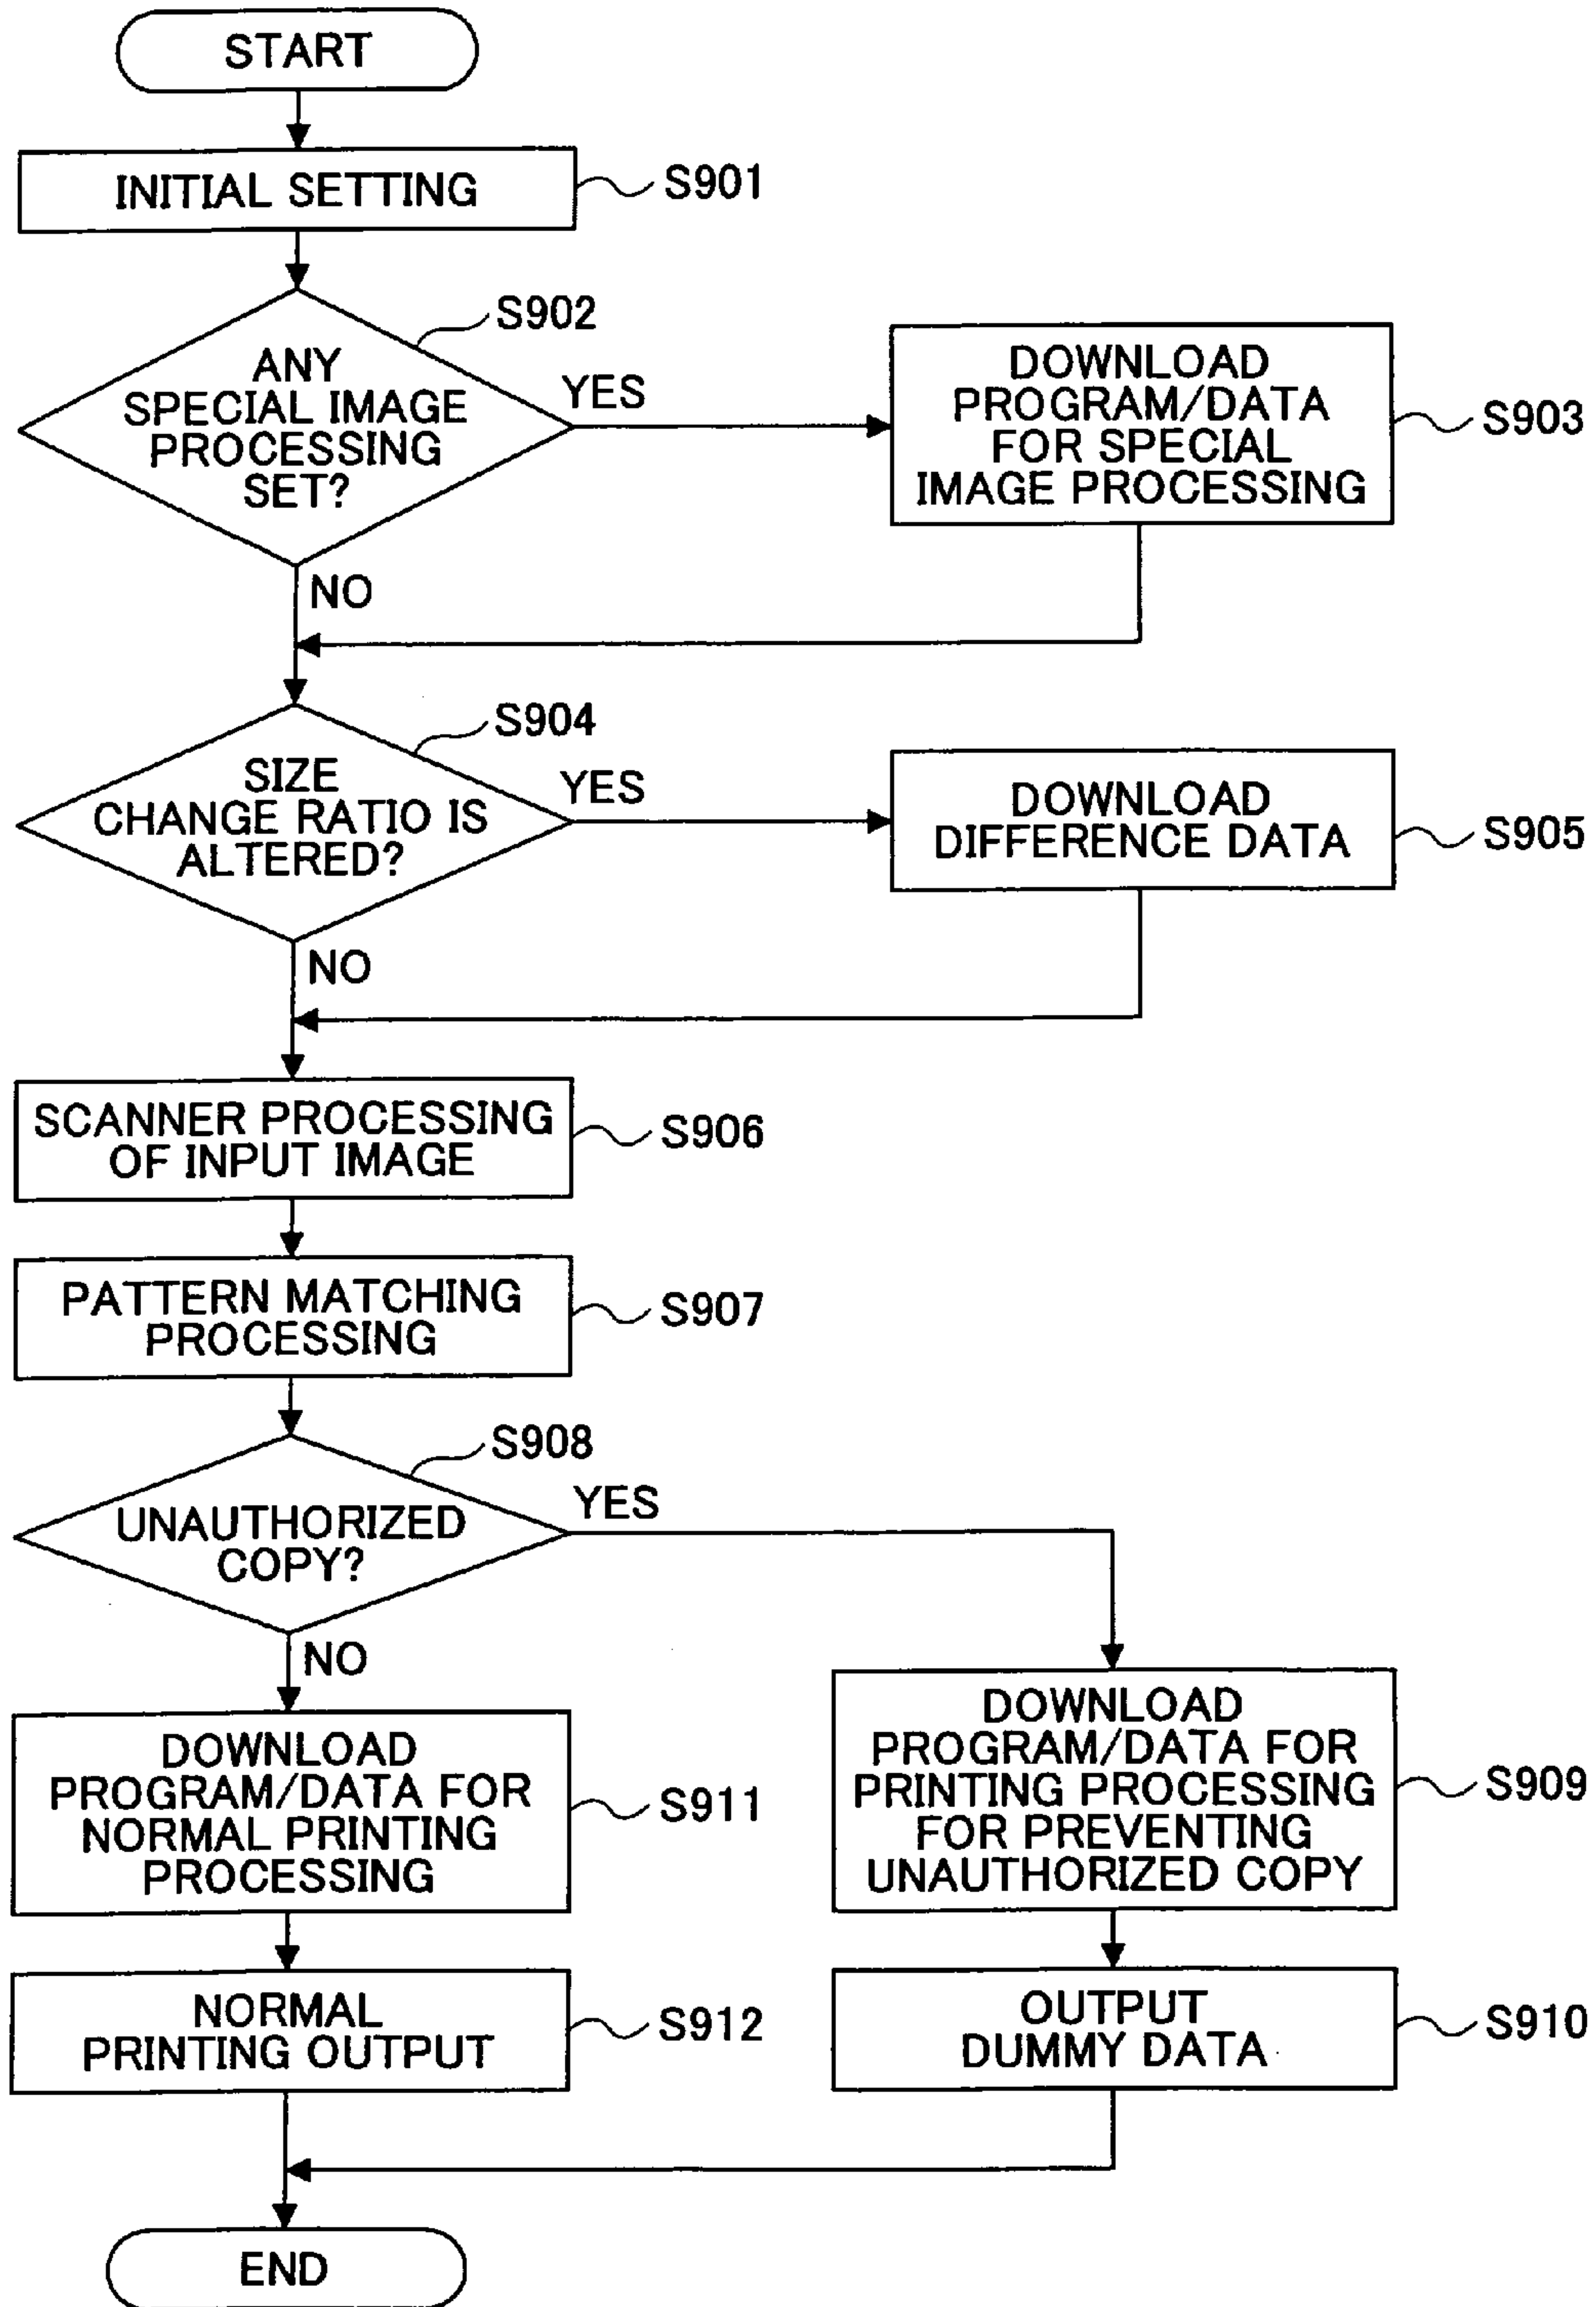 START
INITIAL SETTING
S901
ANY
SPECIAL IMAGE
PROCESSING
SET?
S902
YES
NO
DOWNLOAD
PROGRAM/DATA
FOR SPECIAL
IMAGE PROCESSING
S903
SIZE
CHANGE RATIO IS
ALTERED?
S904
YES
NO
DOWNLOAD
DIFFERENCE DATA
S905
SCANNER PROCESSING
OF INPUT IMAGE
S906
PATTERN MATCHING
PROCESSING
S907
UNAUTHORIZED
COPY?
S908
YES
NO
DOWNLOAD
PROGRAM/DATA FOR
NORMAL PRINTING
PROCESSING
S911
DOWNLOAD
PROGRAM/DATA FOR
PRINTING PROCESSING
FOR PREVENTING
UNAUTHORIZED COPY
S909
NORMAL
PRINTING OUTPUT
S912
OUTPUT
DUMMY DATA
S910
END